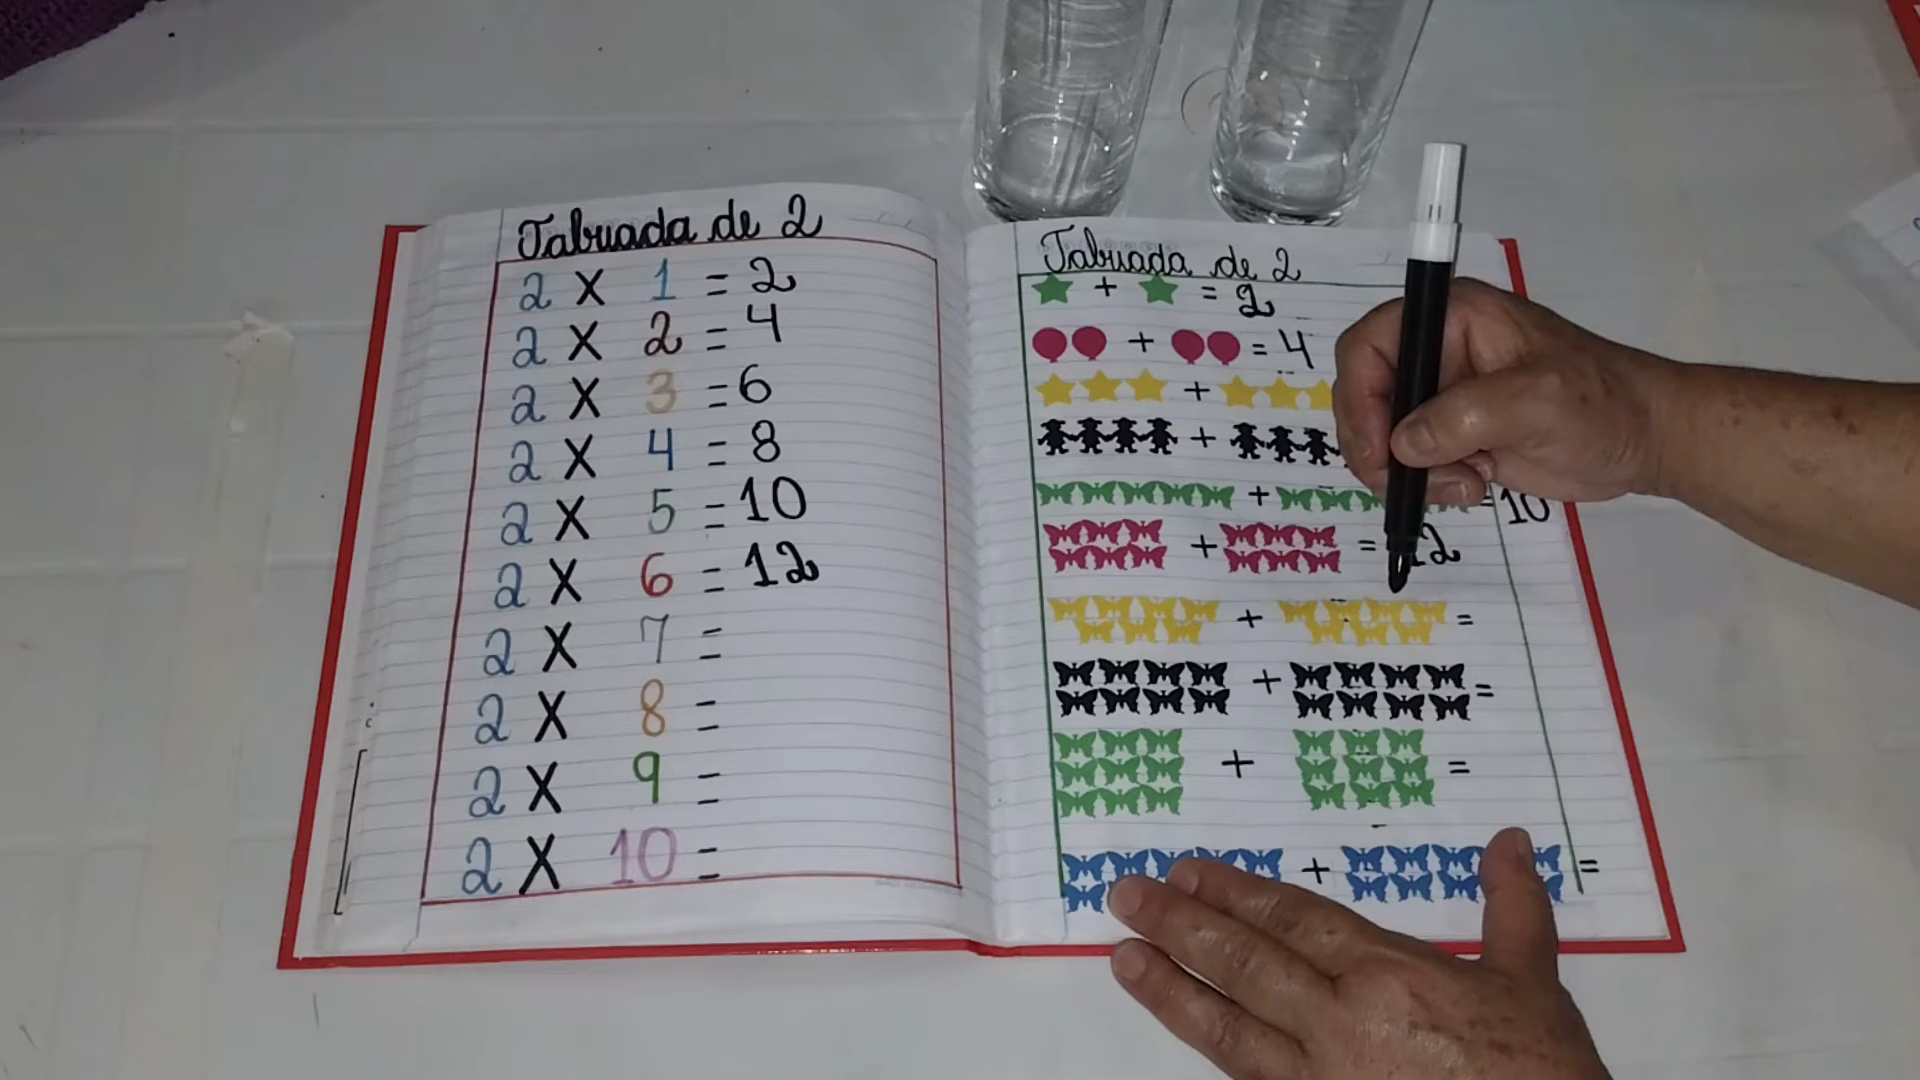 Tabuada de 2
2 X 1 = 2
2 X 2 = 4
2 X 3 = 6
2 X 4 = 8
2 X 5 = 10
2 X 6 = 12
2 X 7 =
2 X 8 =
2 X 9 =
2 X 10 =
Tabuada de 2
+ = 2
+ = 4
+
+
+ = 10
+ = 12
+ =
+ =
+ =
+ =